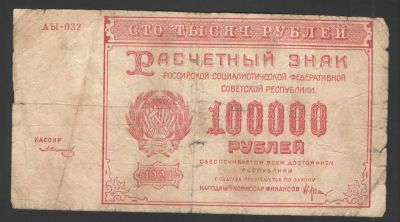 АЫ-032
СТО ТЫСЯЧ РУБЛЕЙ
РАСЧЕТНЫЙ ЗНАК
РОССИЙСКОЙ СОЦИАЛИСТИЧЕСКОЙ ФЕДЕРАТИВНОЙ
СОВЕТСКОЙ РЕСПУБЛИКИ
100000
РУБЛЕЙ
КАССИР
1921
ОБЕСПЕЧИВАЕТСЯ ВСЕМ ДОСТОЯНИЕМ
РЕСПУБЛИКИ
ПОДДЕЛКА ПРЕСЛЕДУЕТСЯ ПО ЗАКОНУ
НАРОДНЫЙ КОМИССАР ФИНАНСОВ